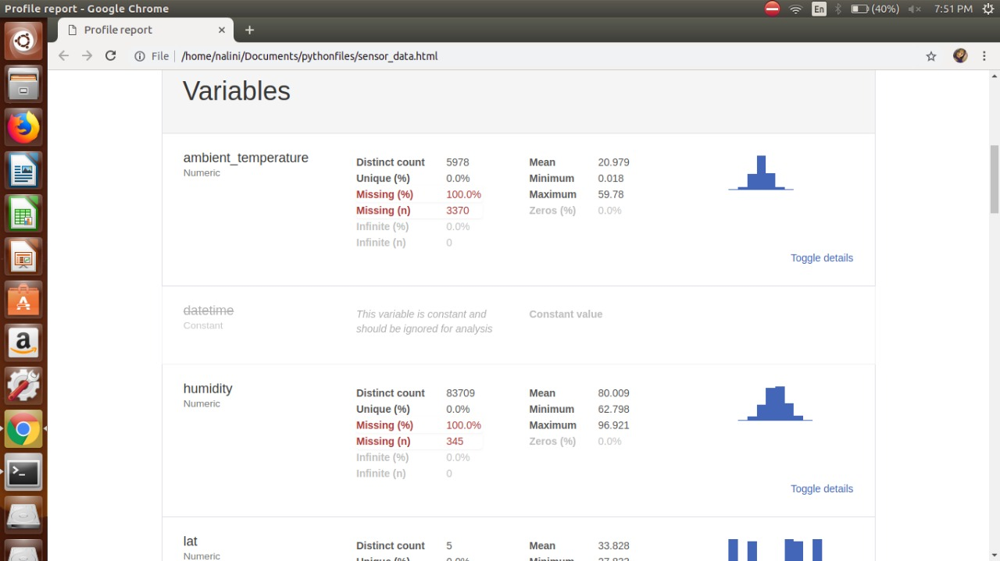 Profile report - Google Chrome
En
(40%)
7:51 PM
Profile report
File
/home/nalini/Documents/pythonfiles/sensor_data.html
Variables
ambient_temperature
Numeric
Distinct count 5978
Unique (%) 0.0%
Missing (%) 100.0%
Missing (n) 3370
Infinite (%) 0.0%
Infinite (n) 0
Mean 20.979
Minimum 0.018
Maximum 59.78
Zeros (%) 0.0%
Toggle details
datetime
Constant
This variable is constant and
should be ignored for analysis
Constant value
humidity
Numeric
Distinct count 83709
Unique (%) 0.0%
Missing (%) 100.0%
Missing (n) 345
Infinite (%) 0.0%
Infinite (n) 0
Mean 80.009
Minimum 62.798
Maximum 96.921
Zeros (%) 0.0%
Toggle details
lat
Numeric
Distinct count 5
Unique (%) 0.0%
Mean 33.828
Minimum